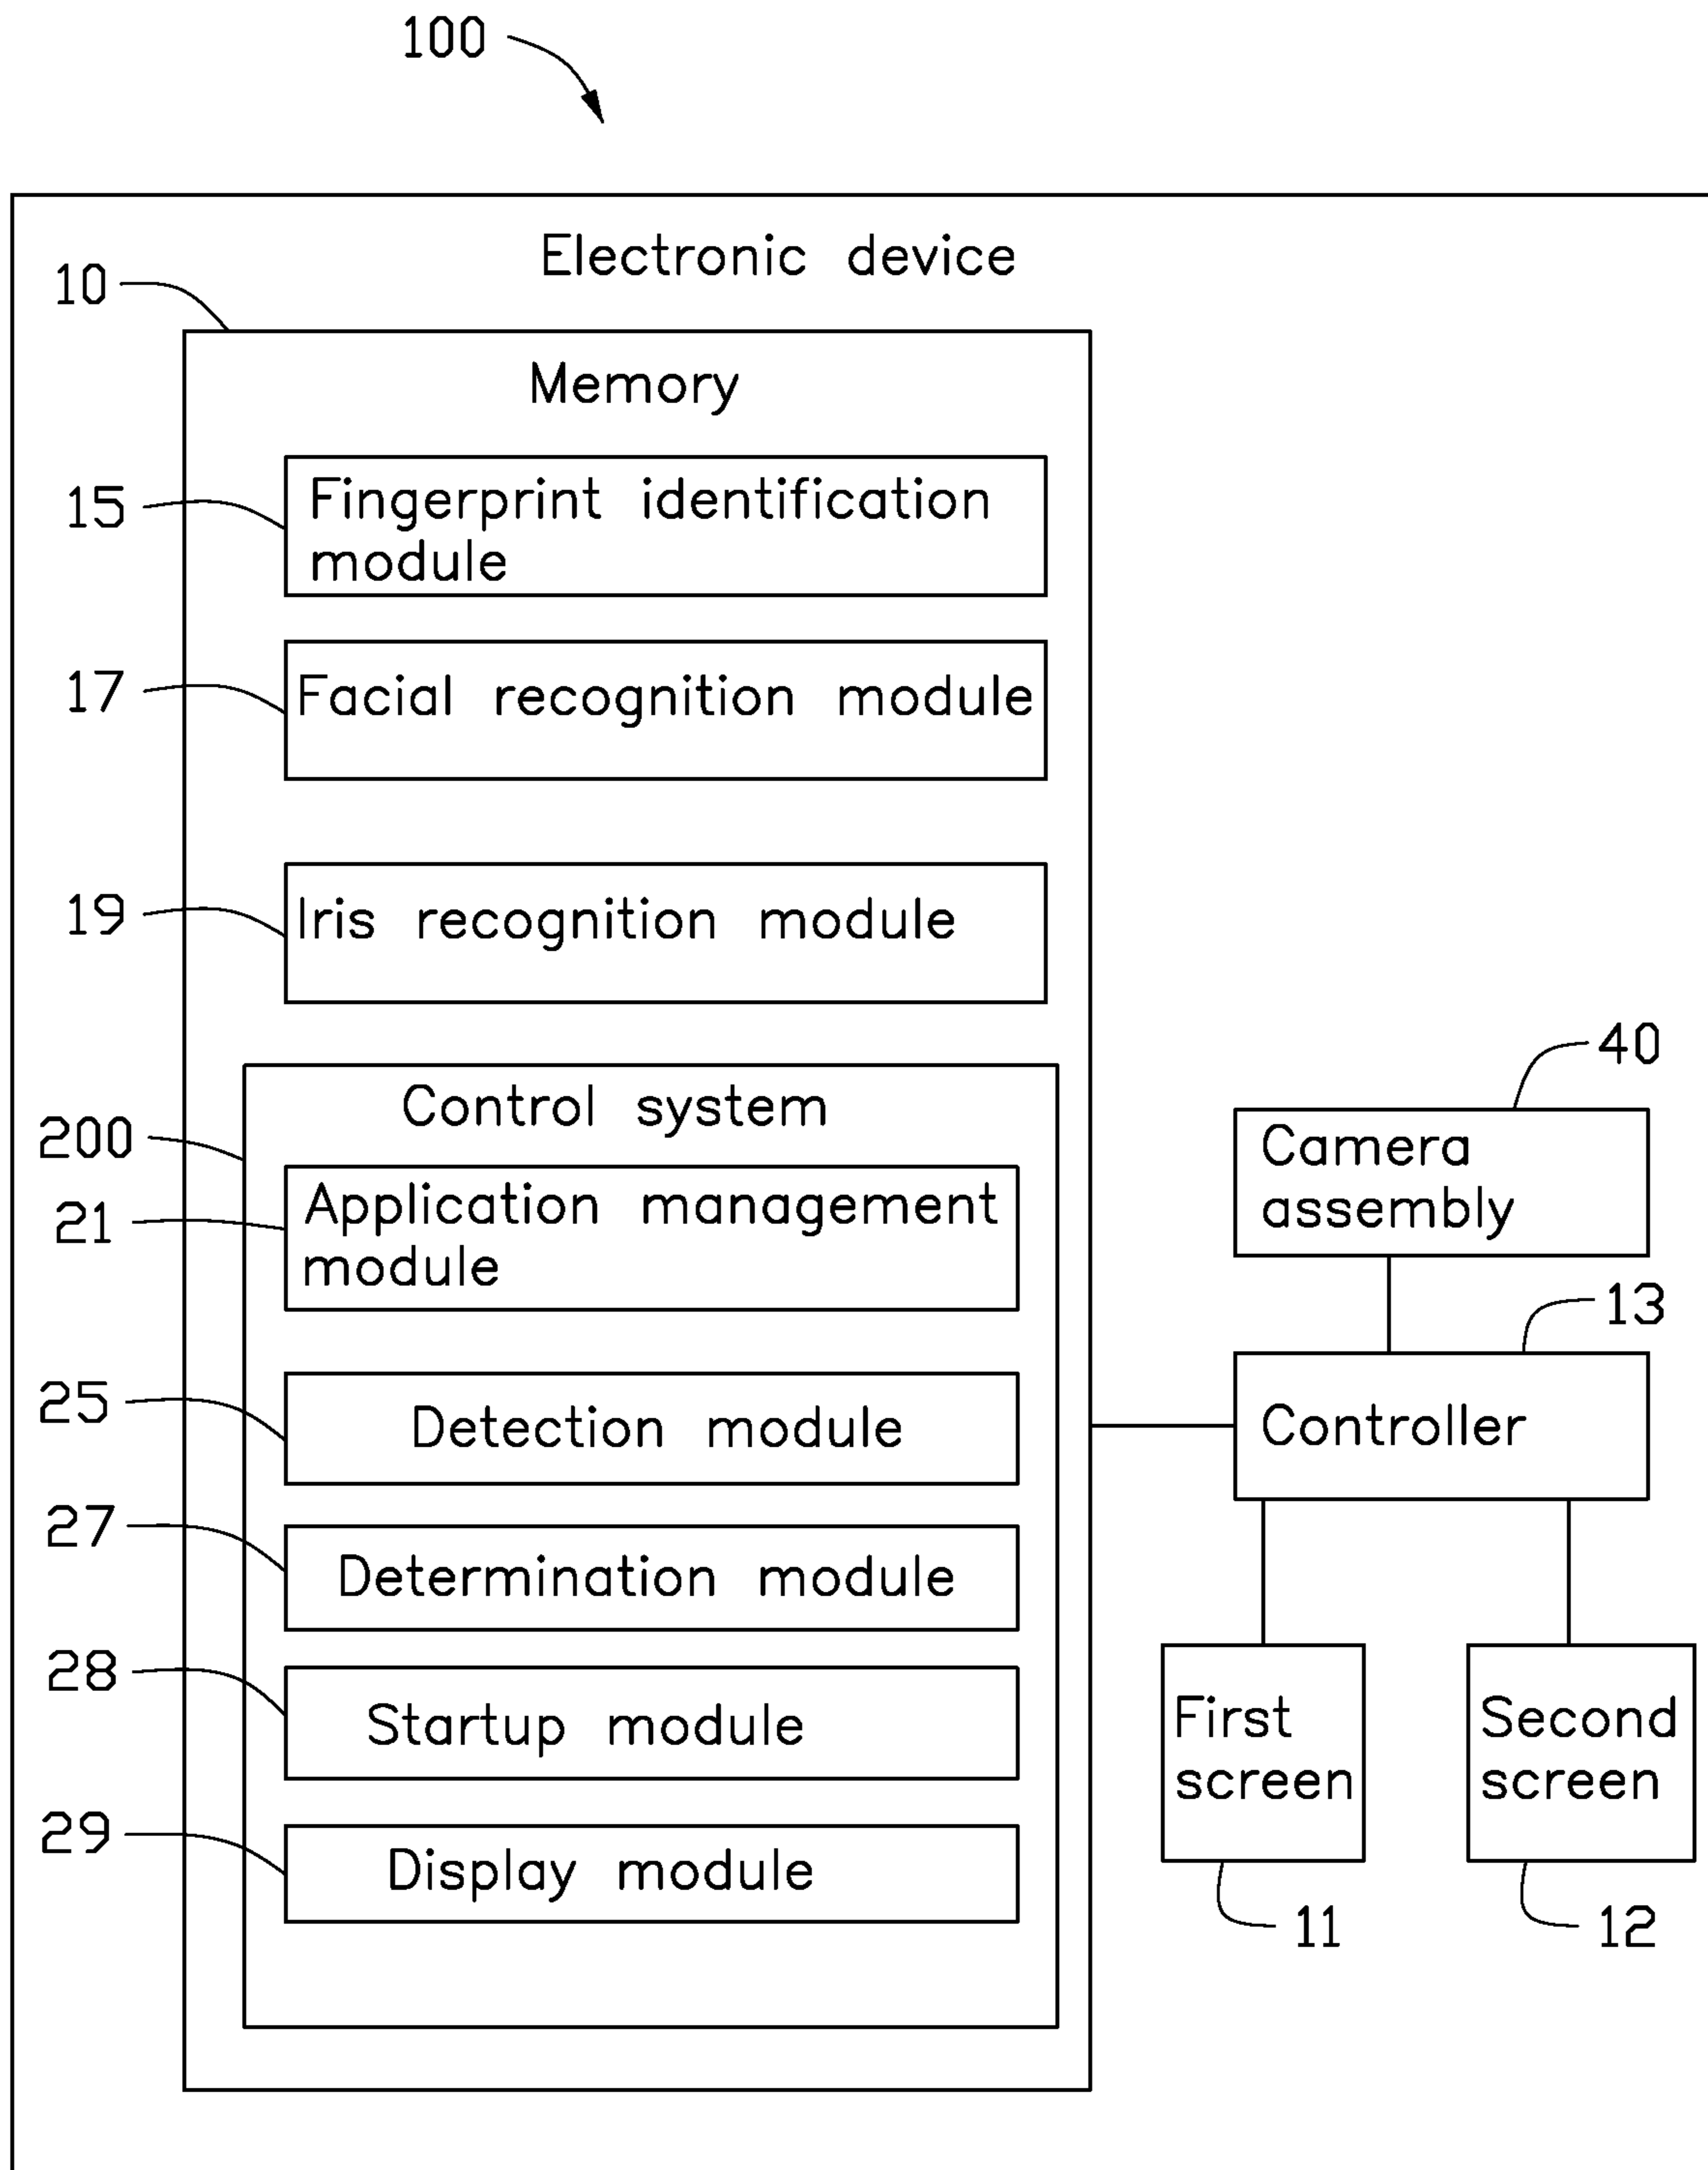 100
Electronic device
10
Memory
15
Fingerprint identification
module
17
Facial recognition module
19
Iris recognition module
200
Control system
21
Application management
module
25
Detection module
27
Determination module
28
Startup module
29
Display module
40
Camera
assembly
13
Controller
First
screen
Second
screen
11
12